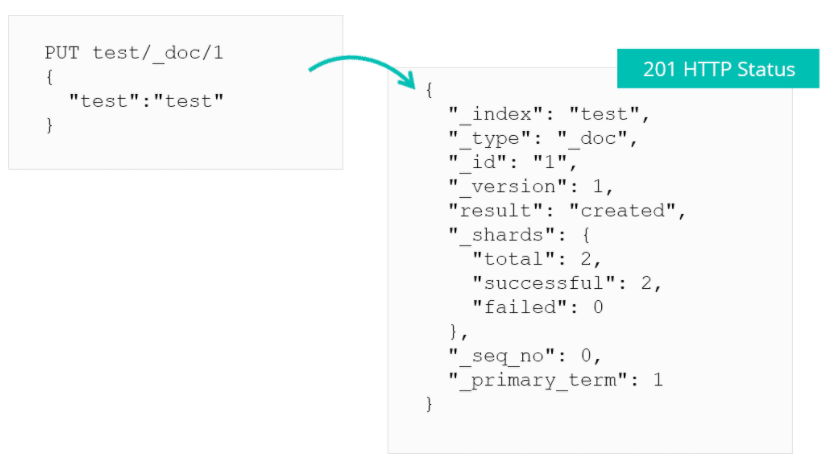 PUT test/_doc/1
{
"test":"test"
}
201 HTTP Status
{
"_index": "test",
"_type": "_doc",
"_id": "1",
"_version": 1,
"result": "created",
"_shards": {
"total": 2,
"successful": 2,
"failed": 0
},
"_seq_no": 0,
"_primary_term": 1
}